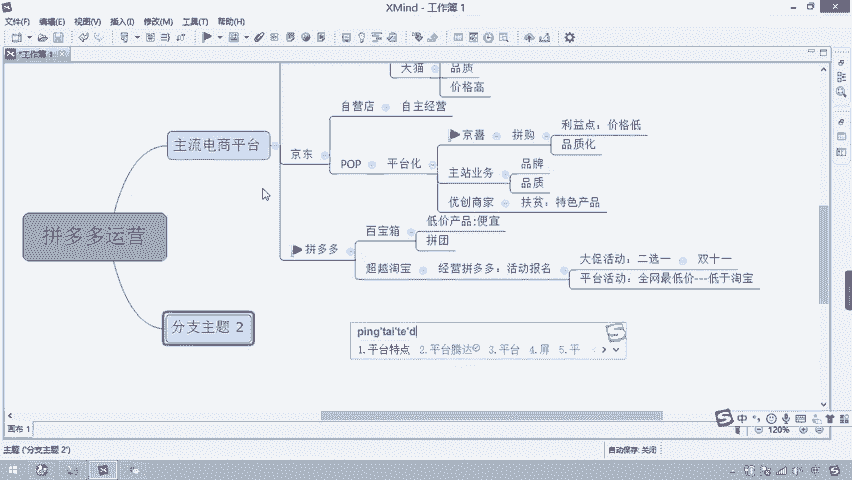 XMind - 工作簿 1
文件(F) 编辑(E) 视图(V) 插入(I) 修改(M) 工具(T) 帮助(H)
*工作簿 1
天猫
品质
价格高
自营店
自主经营
利益点：价格低
京喜
拼购
品质化
主流电商平台
京东
POP
平台化
主站业务
品牌
品质
优创商家
扶贫：特色产品
拼多多运营
拼多多
百宝箱
低价产品:便宜
拼团
超越淘宝
经营拼多多：活动报名
大促活动：二选一
双十一
平台活动：全网最低价---低于淘宝
分支主题 2
ping'tai'te'd
1.平台特点 2.平台腾达 3.平台 4.屏 5.平
画布 1
中
120%
主题 ('分支主题 2')
自动保存: 关闭